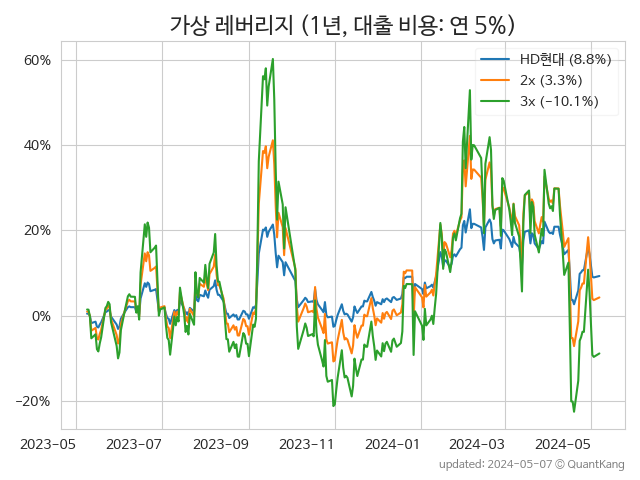 가상 레버리지 (1년, 대출 비용: 연 5%)
HD현대 (8.8%)
2x (3.3%)
3x (−10.1%)
60%
40%
20%
0%
−20%
2023-05 2023-07 2023-09 2023-11 2024-01 2024-03 2024-05
updated: 2024-05-07 © QuantKang